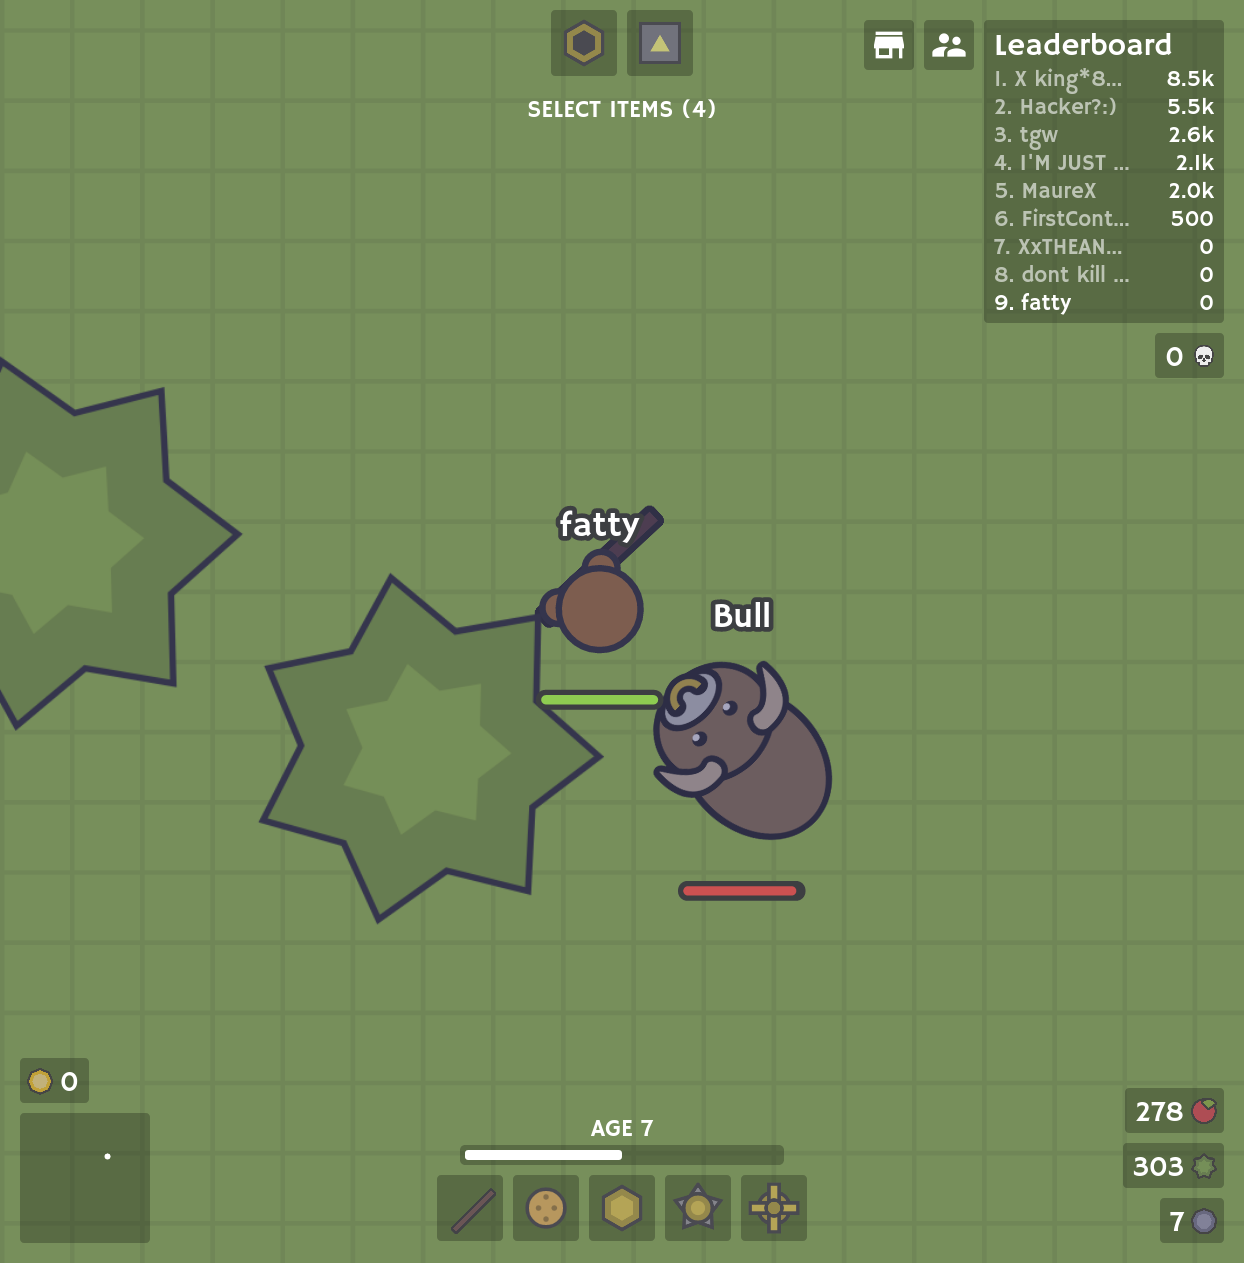 SELECT ITEMS (4)
Leaderboard
1. X king*8... 8.5k
2. Hacker?:) 5.5k
3. tgw 2.6k
4. I'M JUST ... 2.1k
5. MaureX 2.0k
6. FirstCont... 500
7. XxTHEAN... 0
8. dont kill ... 0
9. fatty 0
0
fatty
Bull
0
AGE 7
278
303
7